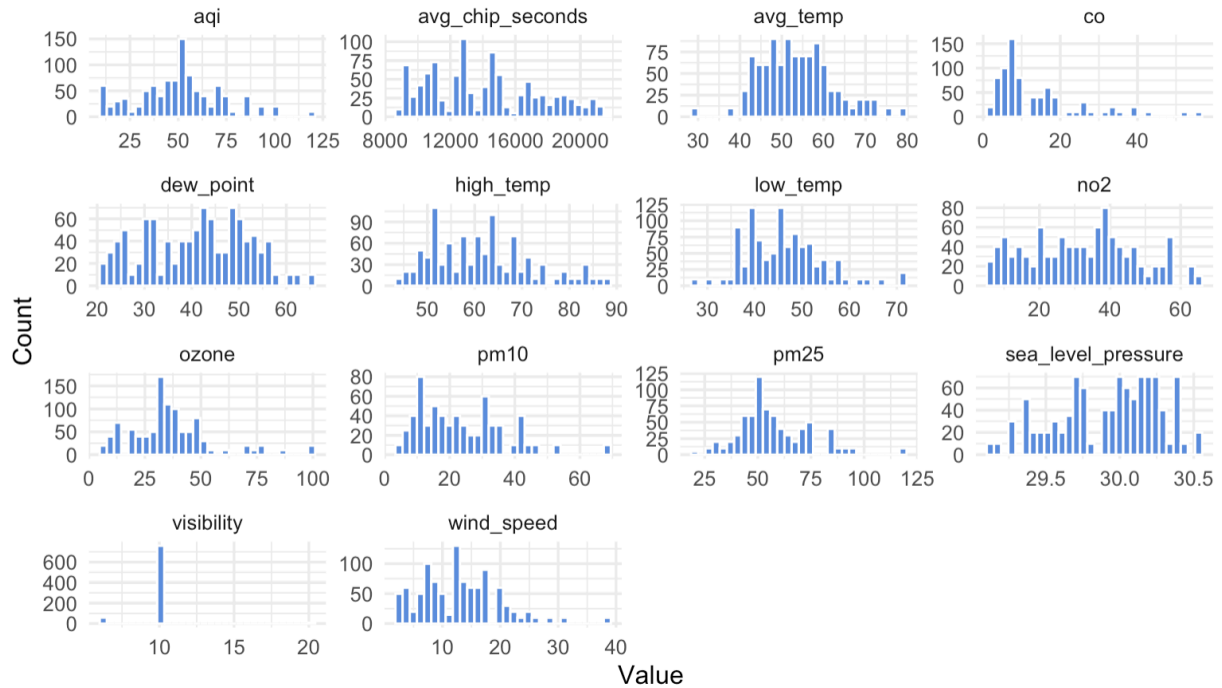 aqi avg_chip_seconds avg_temp co
150 100 75 150
100 75 50 100
50 50 25 50
0 25 0 0
0
25 50 75 100 125 8000 12000 16000 20000 30 40 50 60 70 80 0 20 40
dew_point high_temp low_temp no2
60 90 125 80
40 60 100 60
20 30 75 40
0 0 50 20
25 0
0
20 30 40 50 60 50 60 70 80 90 30 40 50 60 70 20 40 60
ozone pm10 pm25 sea_level_pressure
150 80 125 60
100 60 100 40
50 40 75 20
0 20 50 0
0 25
0
0 25 50 75 100 0 20 40 60 25 50 75 100 125 29.5 30.0 30.5
visibility wind_speed
600 100
400 50
200 0
0
10 15 20 10 20 30 40
Count
Value